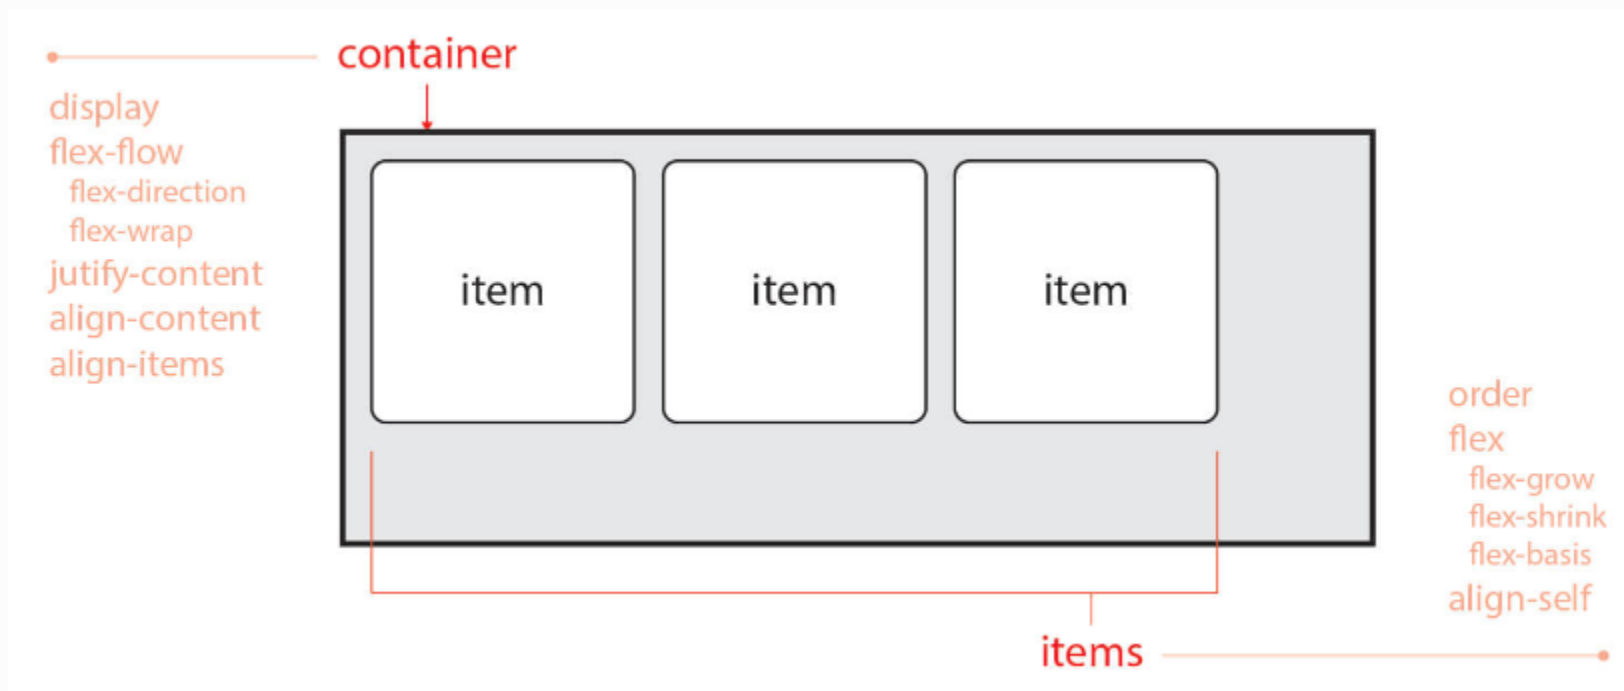 container
display
flex-flow
flex-direction
flex-wrap
jutify-content
align-content
align-items
item
item
item
order
flex
flex-grow
flex-shrink
flex-basis
align-self
items